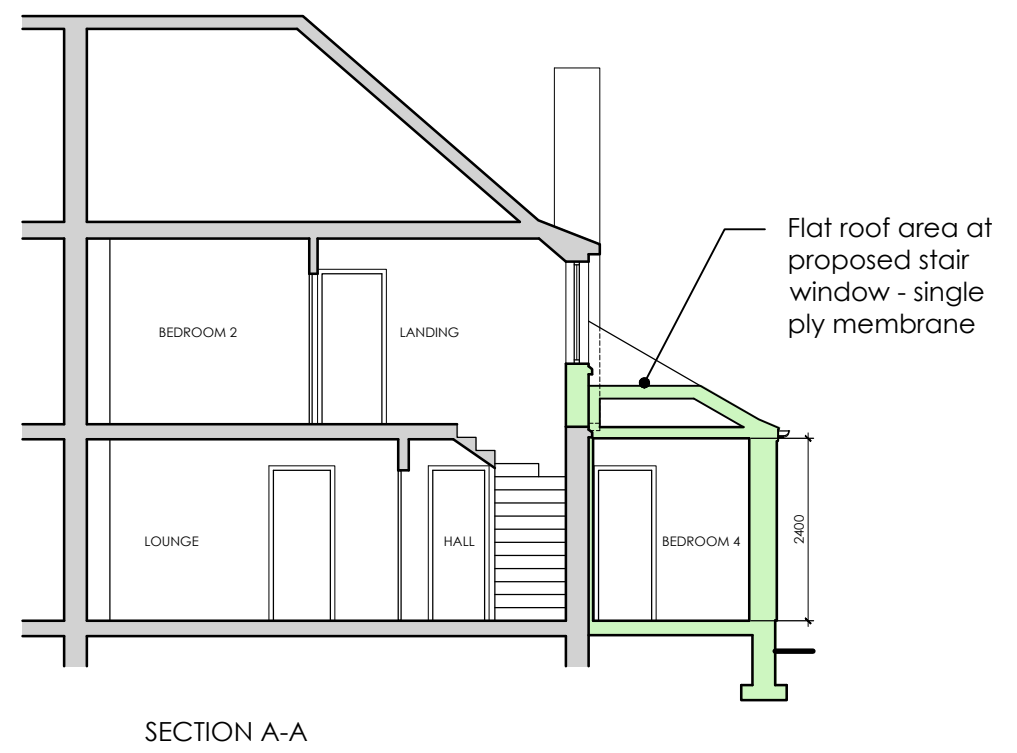 Flat roof area at
proposed stair
window - single
ply membrane
BEDROOM 2
LANDING
LOUNGE
HALL
BEDROOM 4
2400
SECTION A-A